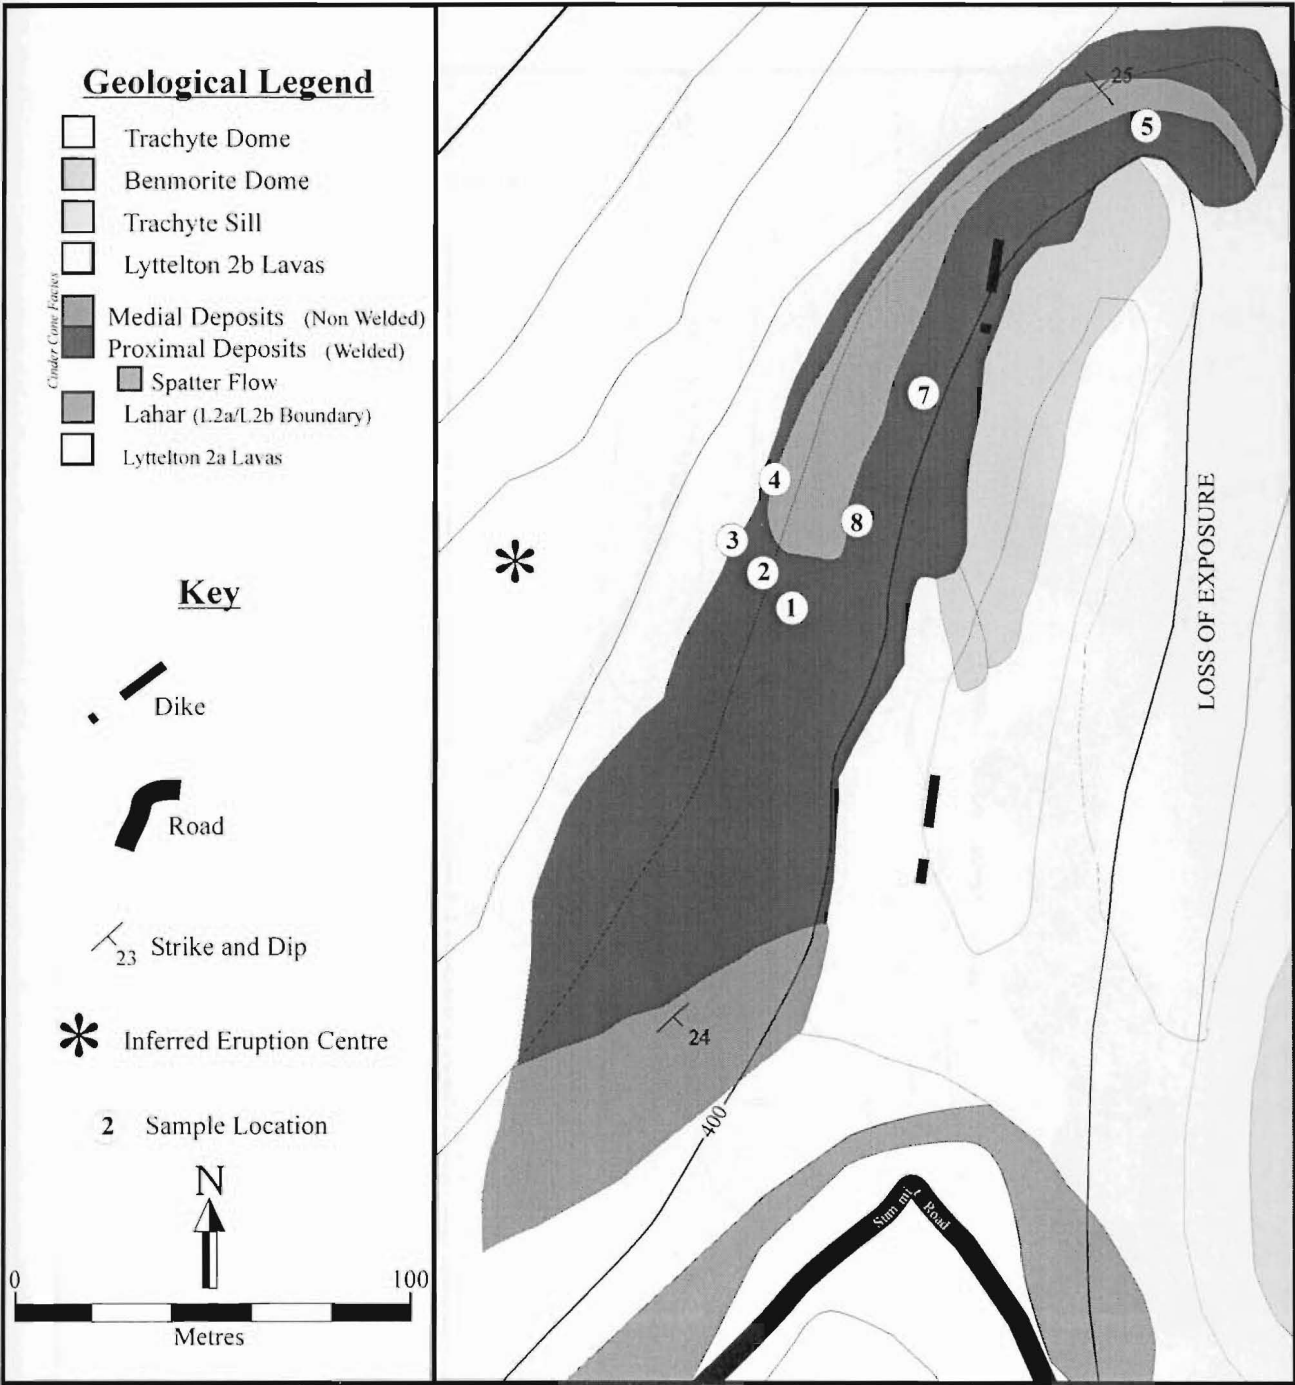 Geological Legend
Trachyte Dome
Benmorite Dome
Trachyte Sill
Lyttelton 2b Lavas
Cinder Cone Facies
Medial Deposits (Non Welded)
Proximal Deposits (Welded)
Spatter Flow
Lahar (L2a/L2b Boundary)
Lyttelton 2a Lavas
Key
Dike
Road
23 Strike and Dip
Inferred Eruption Centre
2 Sample Location
N
0 100
Metres
25
5
7
4
8
3
2
1
LOSS OF EXPOSURE
24
400
Summit Road